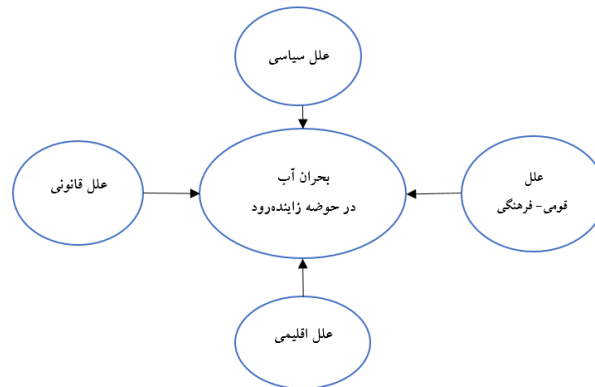 علل سیاسی
بحران آب
در حوضه زاینده‌رود
علل
قومی- فرهنگی
علل قانونی
علل اقلیمی